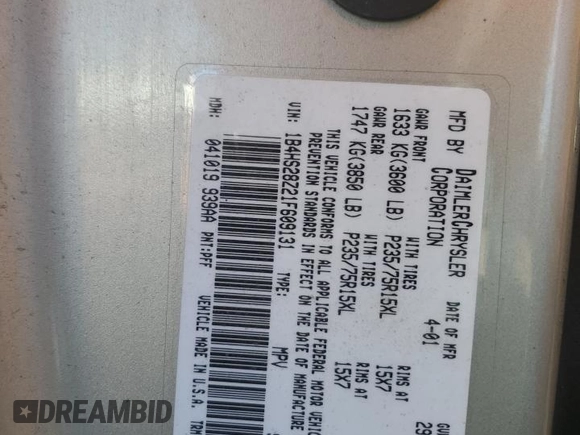 MFD BY DAIMLERCHRYSLER
CORPORATION
DATE OF MFR
4-01
GAWR FRONT
WITH TIRES
RIMS AT
1633 KG(3600 LB)
P235/75R15XL
15X7
GAWR REAR
WITH TIRES
RIMS AT
1747 KG(3850 LB)
P235/75R15XL
15X7
THIS VEHICLE CONFORMS TO ALL APPLICABLE FEDERAL MOTOR
PREVENTION STANDARDS IN EFFECT ON THE DATE OF MANUFACTURE
VIN: 1B4HS28Z21F609131
TYPE: MPV
MDH: 041019 939AA
PNT:PFF
VEHICLE MADE IN U.S.A.
DREAMBID